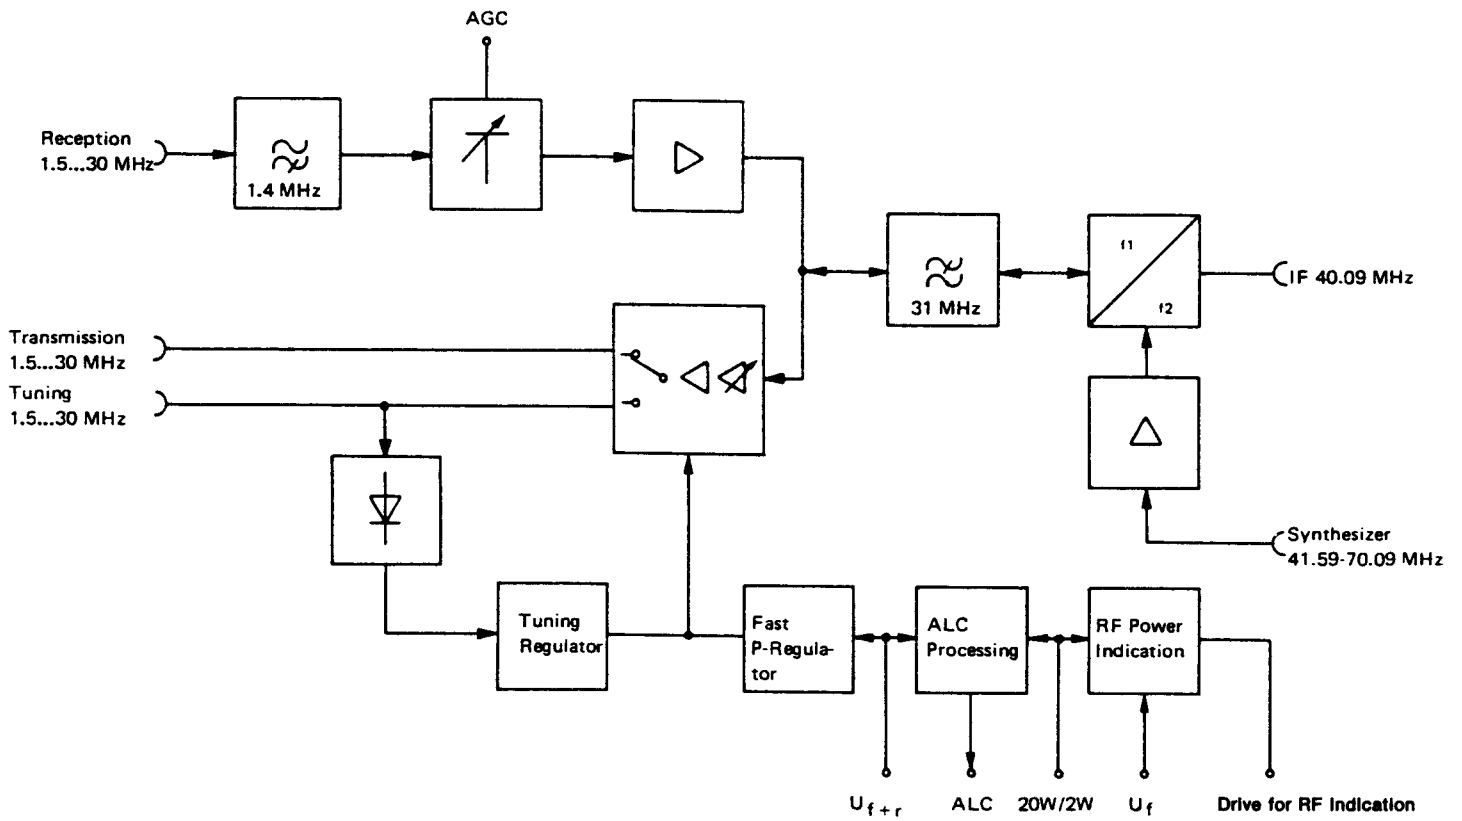 AGC
Reception
1.5...30 MHz
1.4 MHz
f1
f2
31 MHz
IF 40.09 MHz
Transmission
1.5...30 MHz
Tuning
1.5...30 MHz
Synthesizer
41.59-70.09 MHz
Tuning
Regulator
Fast
P-Regula-
tor
ALC
Processing
RF Power
Indication
U f + r
ALC
20W/2W
U f
Drive for RF Indication